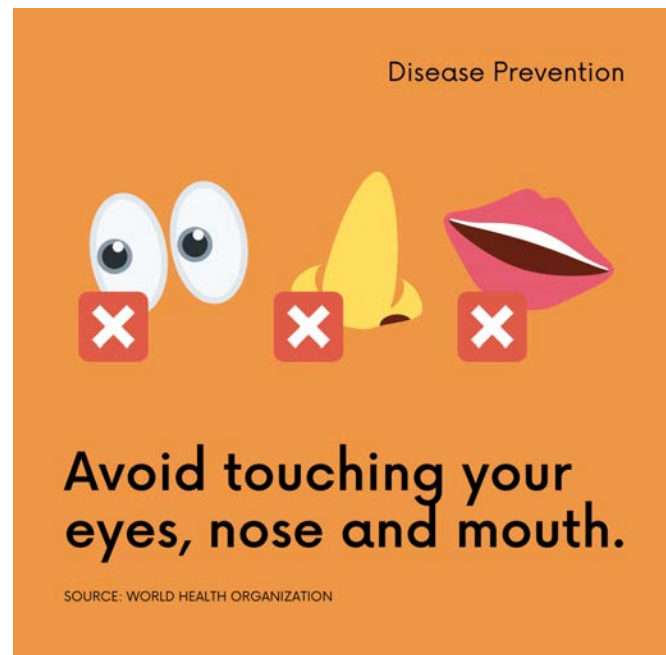 Disease Prevention
Avoid touching your
eyes, nose and mouth.
SOURCE: WORLD HEALTH ORGANIZATION